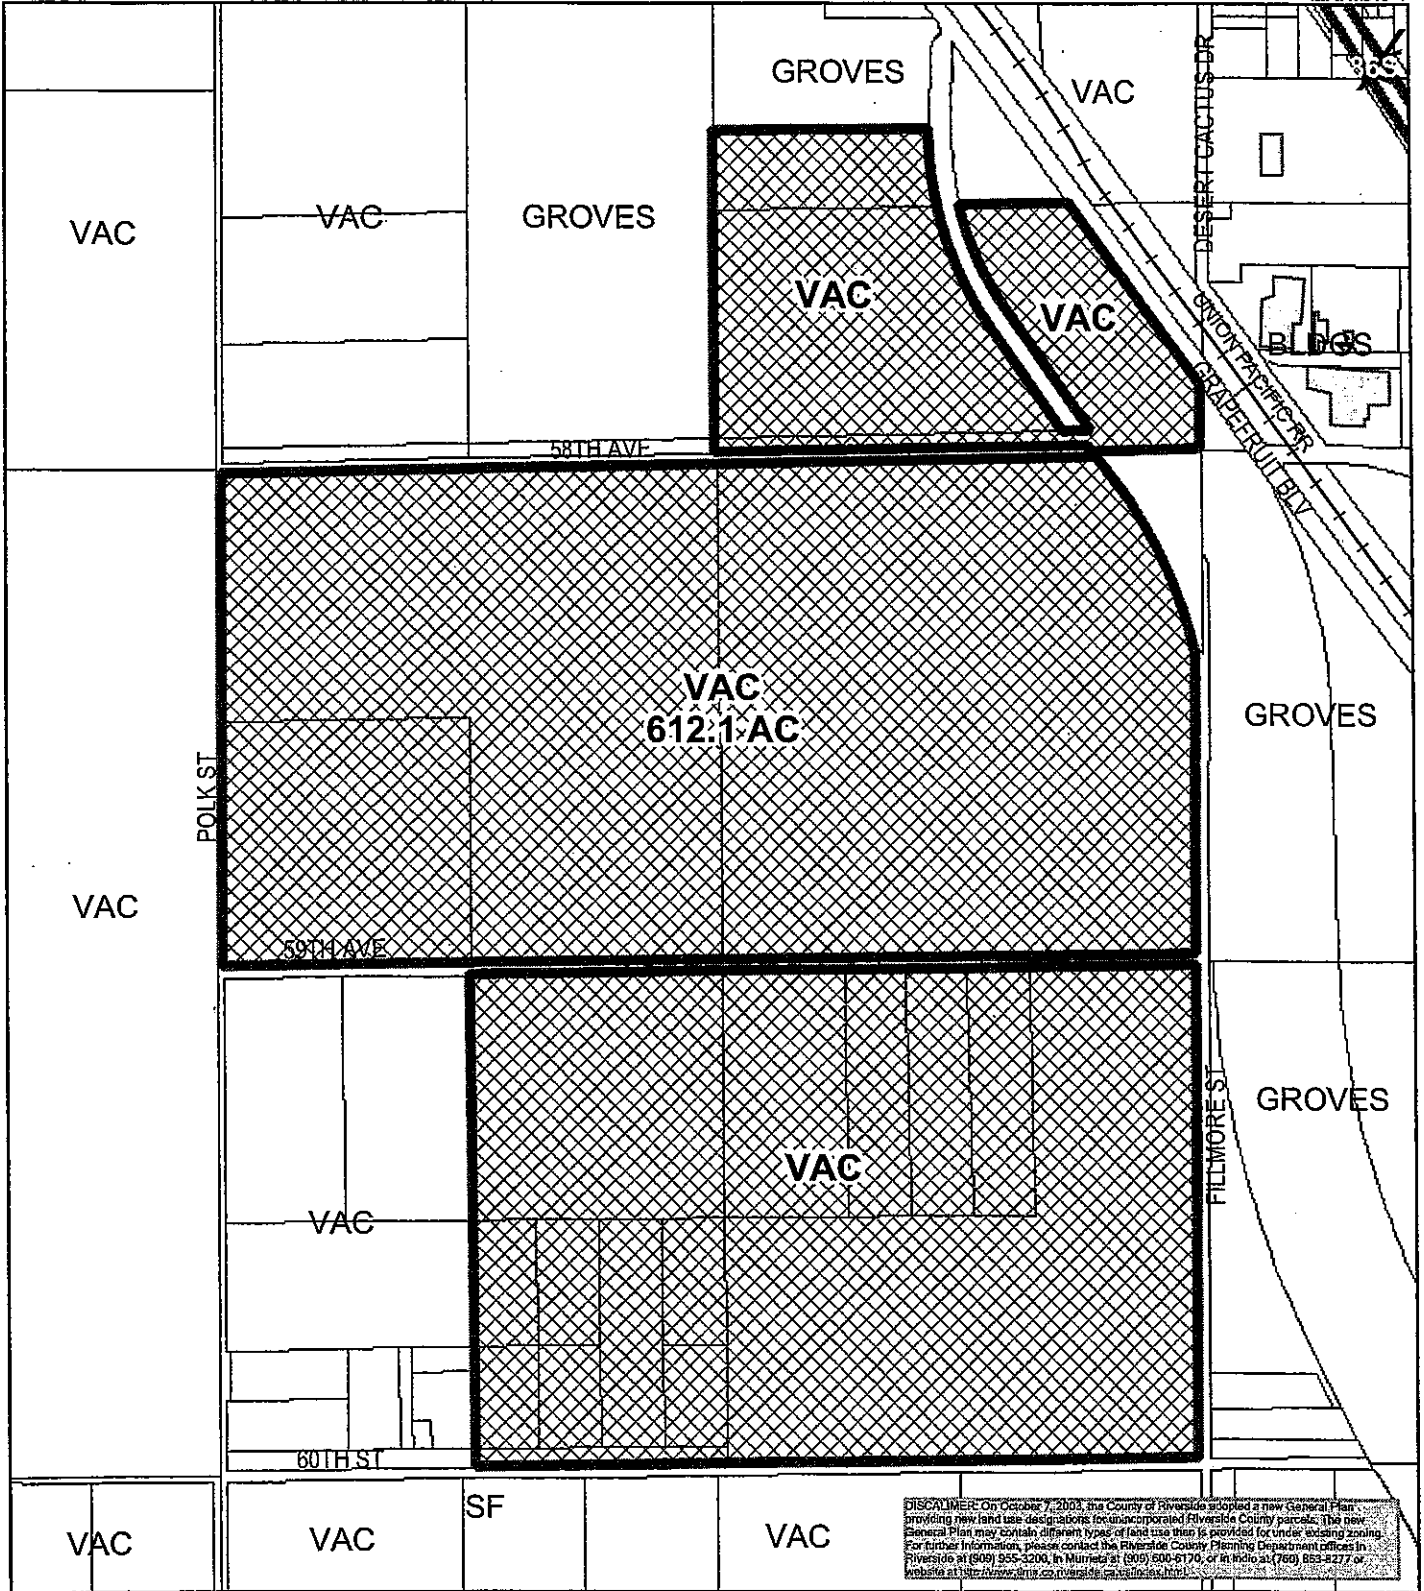 GROVES
VAC
DESERT CACTUS DR
86S
VAC
VAC
GROVES
VAC
VAC
UNION PACIFIC RR
BLDGS
GRAPEFRUIT BLV
58TH AVE
VAC
612.1 AC
GROVES
POLK ST
VAC
59TH AVE
GROVES
FILLMORE ST
VAC
VAC
60TH ST
SF
VAC
VAC
VAC
DISCALIMER: On October 7, 2003, the County of Riverside adopted a new General Plan
providing new land use designations for unincorporated Riverside County parcels. The new
General Plan may contain different types of land use than is provided for under existing zoning.
For further information, please contact the Riverside County Planning Department offices in
Riverside at (909) 955-3200, in Murrieta at (909) 600-6170, or in Indio at (760) 863-8277 or
website at